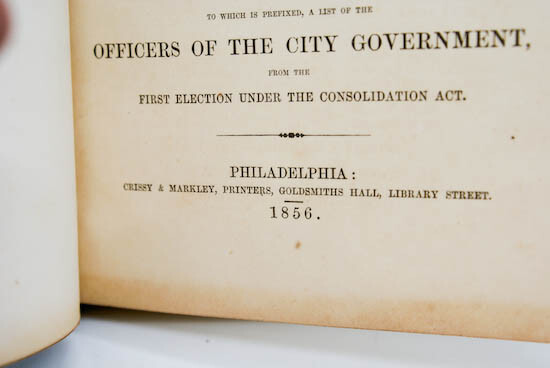 TO WHICH IS PREFIXED, A LIST OF THE
OFFICERS OF THE CITY GOVERNMENT,
FROM THE
FIRST ELECTION UNDER THE CONSOLIDATION ACT.
PHILADELPHIA:
CRISSY & MARKLEY, PRINTERS, GOLDSMITHS HALL, LIBRARY STREET.
1856.